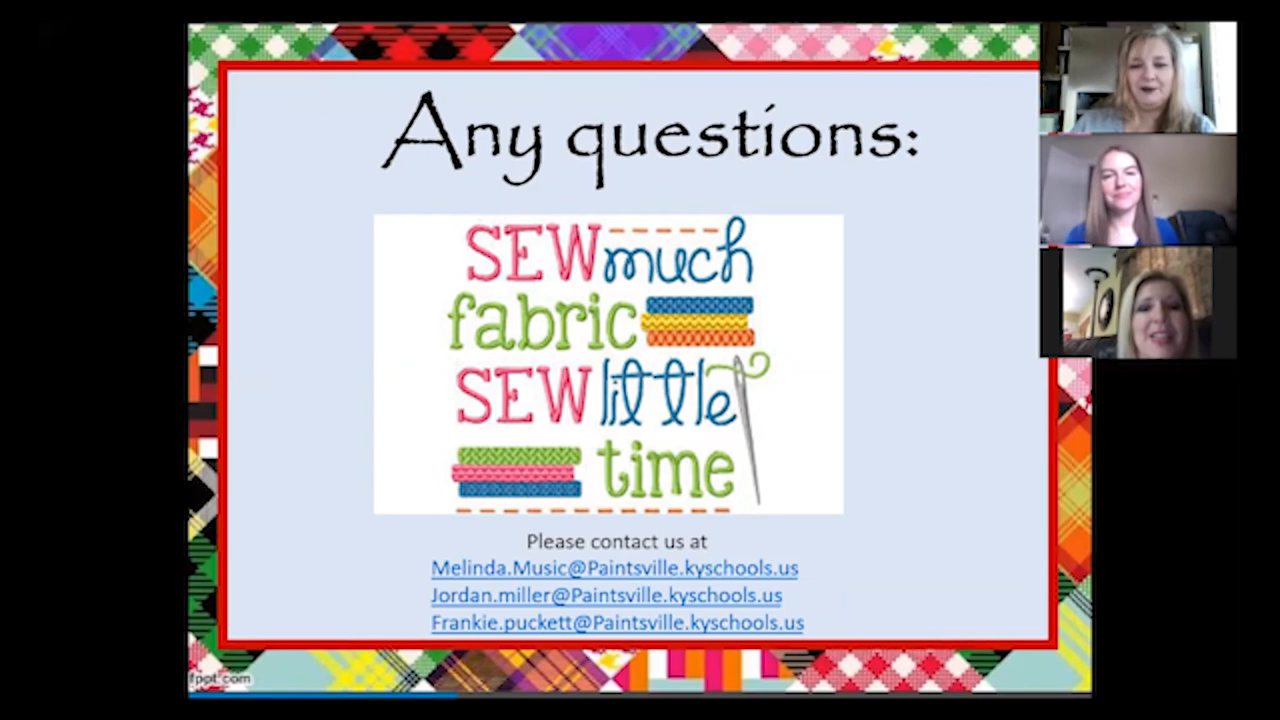 Any questions:
SEW much
fabric
SEW little
time
Please contact us at
Melinda.Music@Paintsville.kyschools.us
Jordan.miller@Paintsville.kyschools.us
Frankie.puckett@Paintsville.kyschools.us
fppt.com